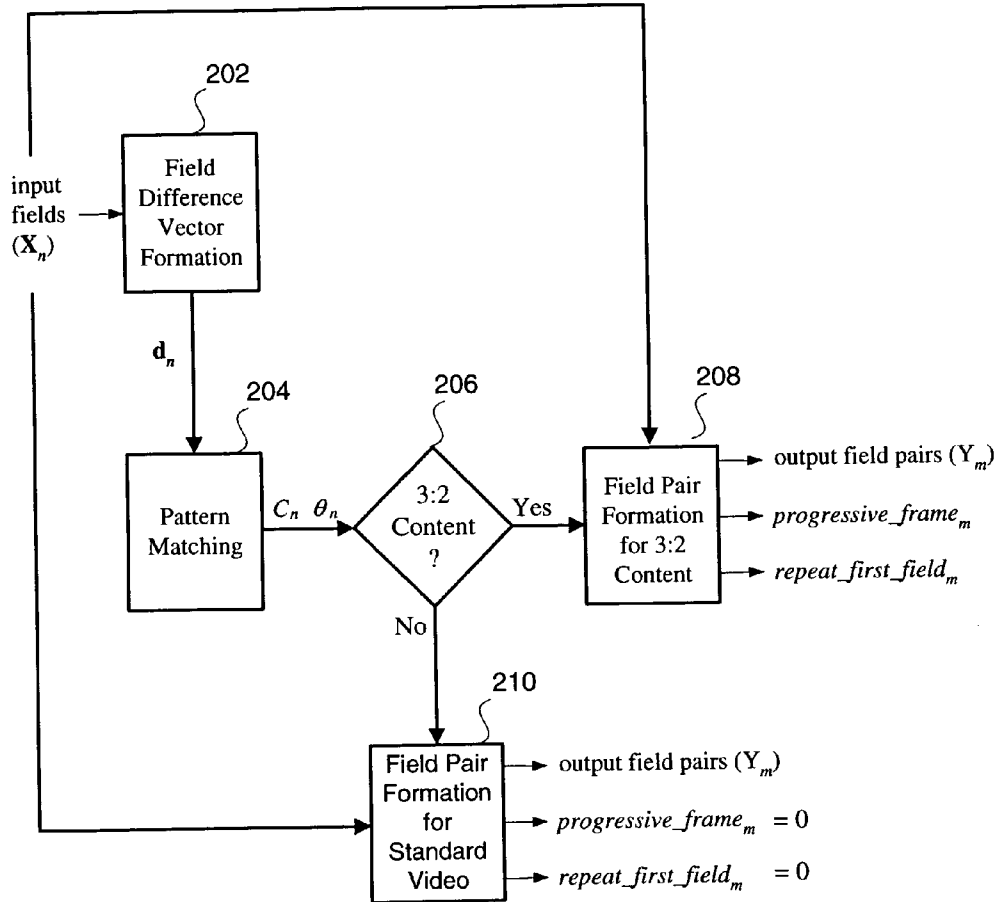 202
Field
Difference
Vector
Formation
input
fields
(Xₙ)
dₙ
204
Pattern
Matching
Cₙ θₙ
206
3:2
Content
?
Yes
No
208
Field Pair
Formation
for 3:2
Content
output field pairs (Yₘ)
progressive_frameₘ
repeat_first_fieldₘ
210
Field Pair
Formation
for
Standard
Video
output field pairs (Yₘ)
progressive_frameₘ = 0
repeat_first_fieldₘ = 0